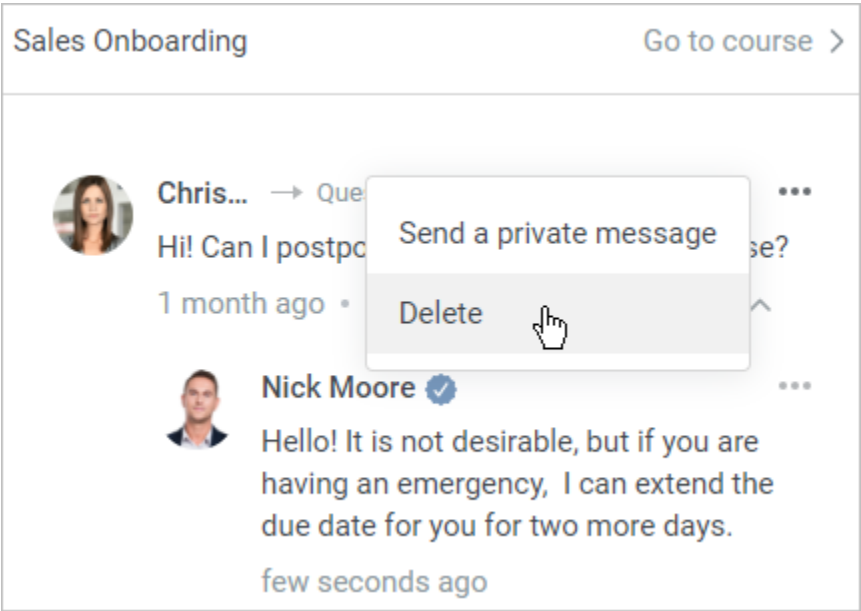 Sales Onboarding Go to course
Chris... → Que
Send a private message
Hi! Can I se?
1 month ago •
Delete
Nick Moore
Hello! It is not desirable, but if you are
having an emergency, I can extend the
due date for you for two more days.
few seconds ago